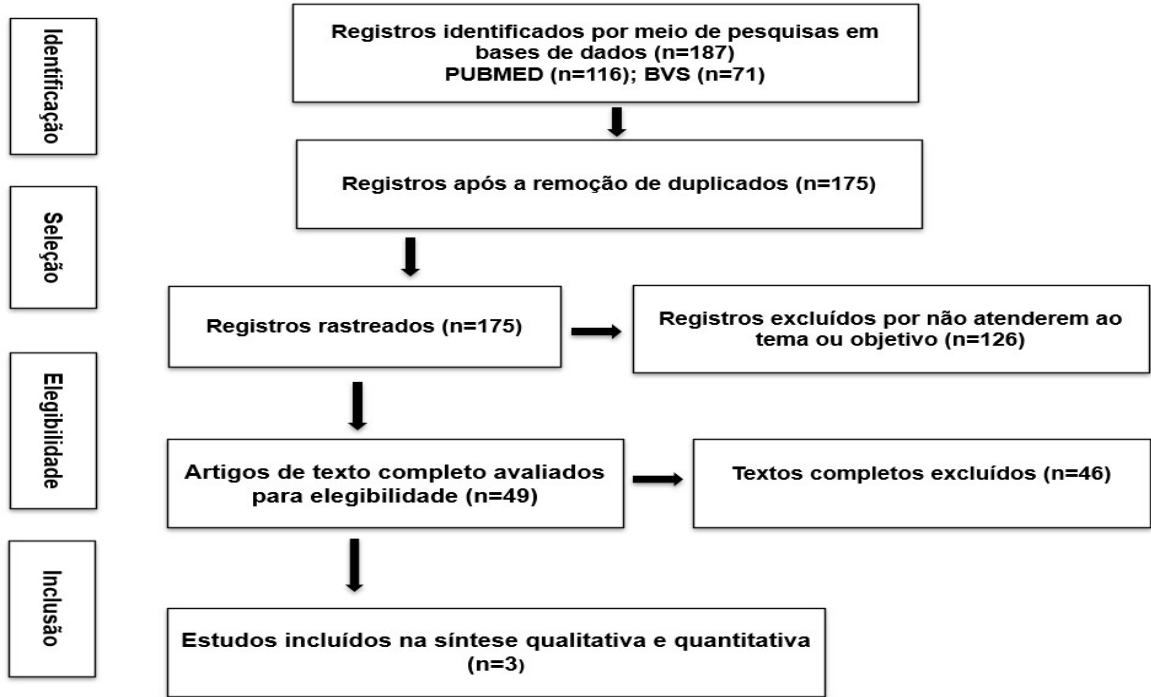 Identificação
Registros identificados por meio de pesquisas em
bases de dados (n=187)
PUBMED (n=116); BVS (n=71)
Registros após a remoção de duplicados (n=175)
Seleção
Registros rastreados (n=175)
Registros excluídos por não atenderem ao
tema ou objetivo (n=126)
Elegibilidade
Artigos de texto completo avaliados
para elegibilidade (n=49)
Textos completos excluídos (n=46)
Inclusão
Estudos incluídos na síntese qualitativa e quantitativa
(n=3)